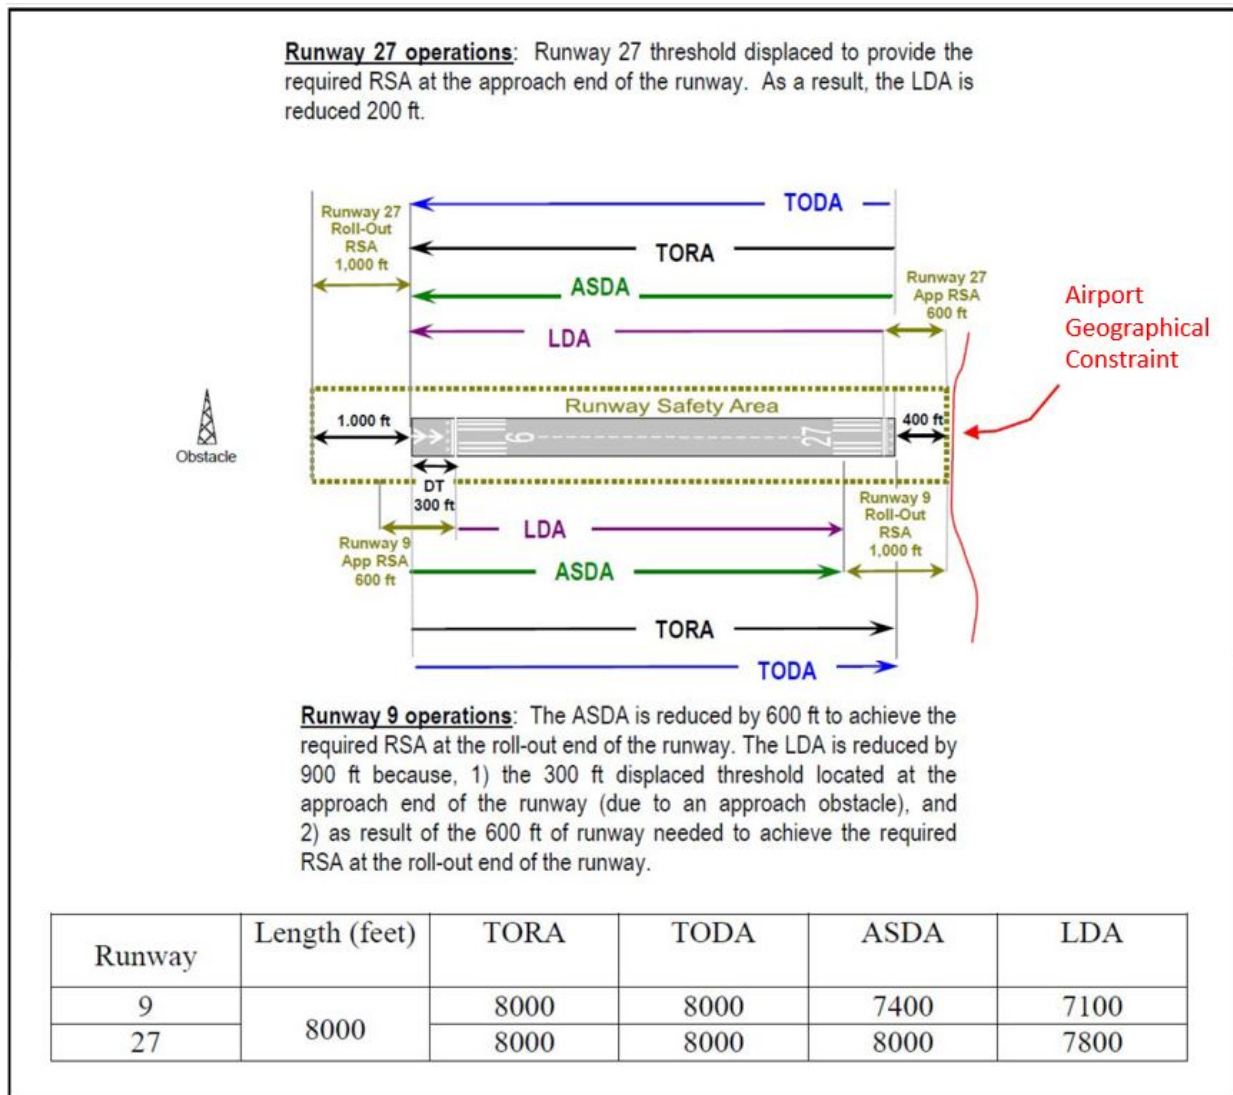 Runway 27 operations: Runway 27 threshold displaced to provide the
required RSA at the approach end of the runway. As a result, the LDA is
reduced 200 ft.
Runway 27
Roll-Out
RSA
1,000 ft
TODA
TORA
ASDA
LDA
Runway 27
App RSA
600 ft
Airport
Geographical
Constraint
Runway Safety Area
1.000 ft
400 ft
9
27
Obstacle
DT
300 ft
Runway 9
App RSA
600 ft
LDA
ASDA
TORA
TODA
Runway 9
Roll-Out
RSA
1,000 ft
Runway 9 operations: The ASDA is reduced by 600 ft to achieve the
required RSA at the roll-out end of the runway. The LDA is reduced by
900 ft because, 1) the 300 ft displaced threshold located at the
approach end of the runway (due to an approach obstacle), and
2) as result of the 600 ft of runway needed to achieve the required
RSA at the roll-out end of the runway.
Runway Length (feet) TORA TODA ASDA LDA
9 8000 8000 8000 7400 7100
27 8000 8000 8000 7800